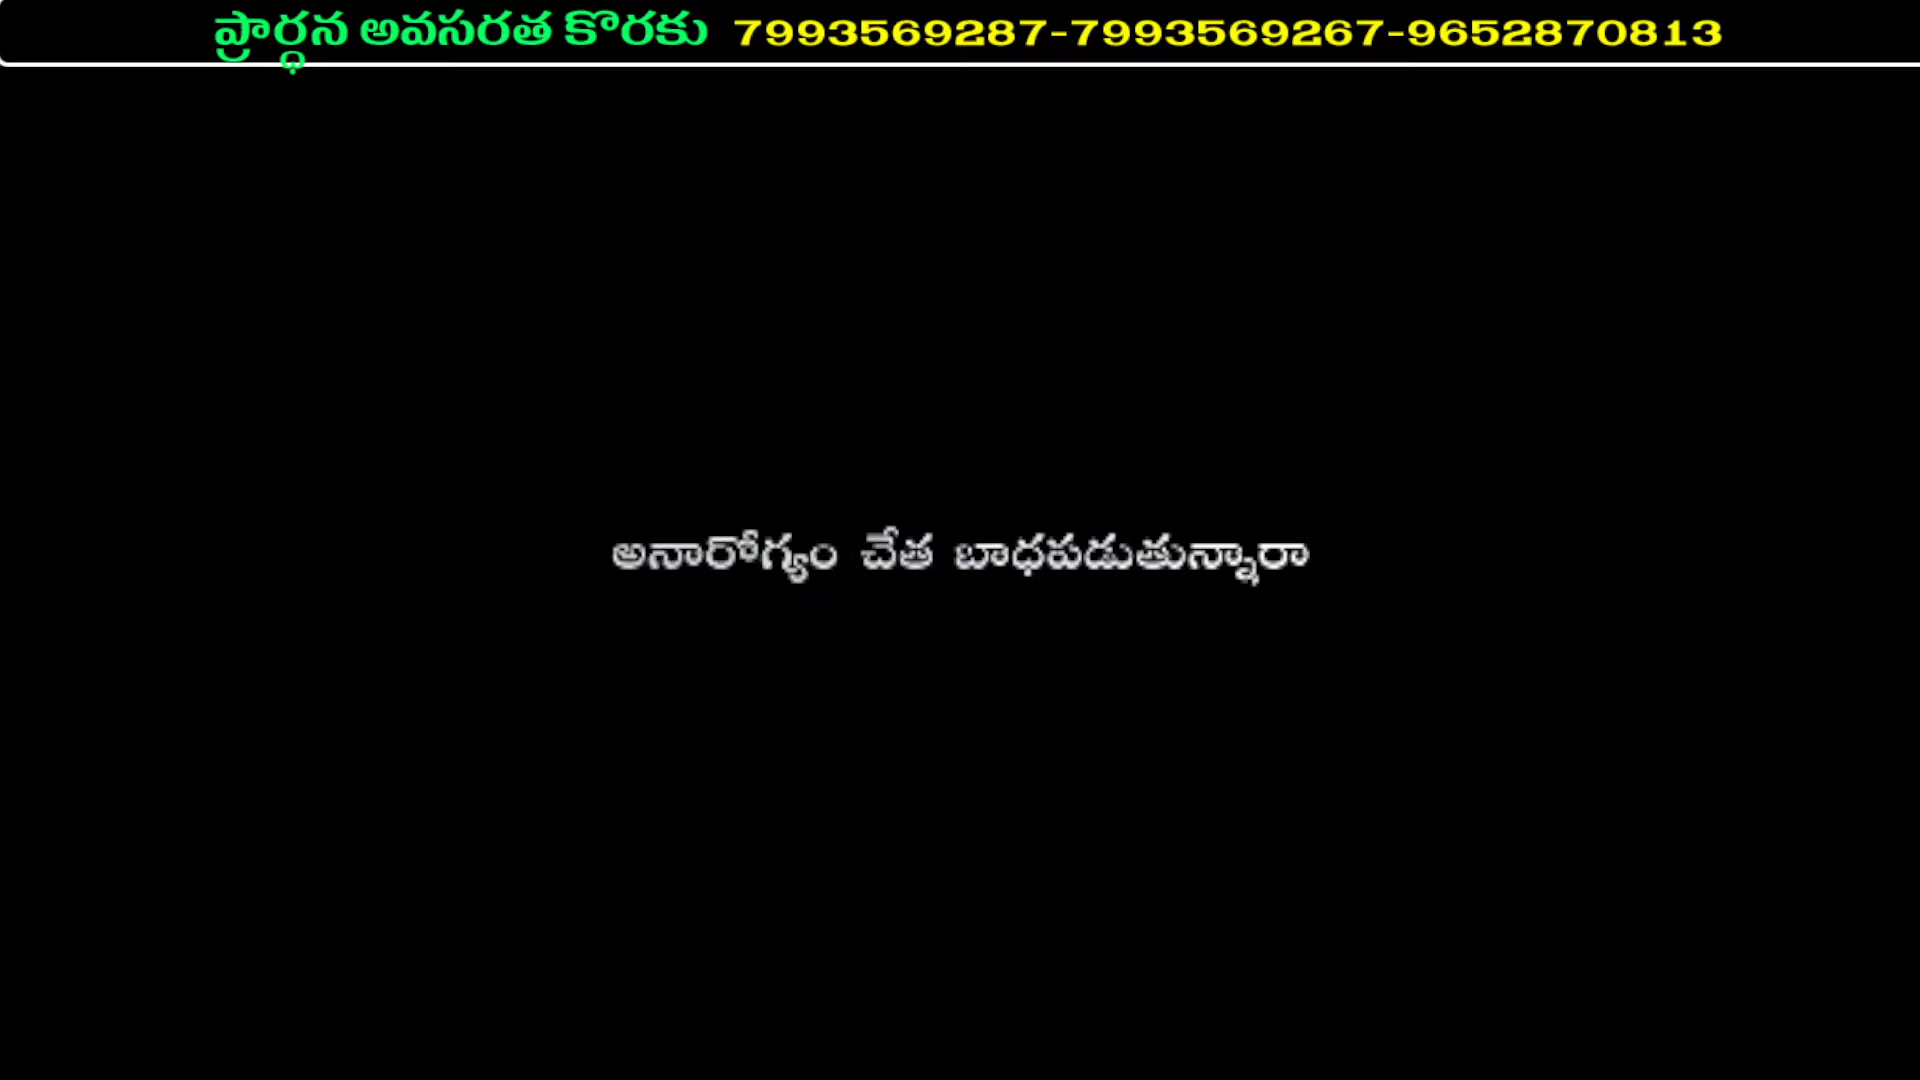 ప్రార్ధన అవసరత కొరకు 7993569287-7993569267-9652870813
అనారోగ్యం చేత బాధపడుతున్నారా